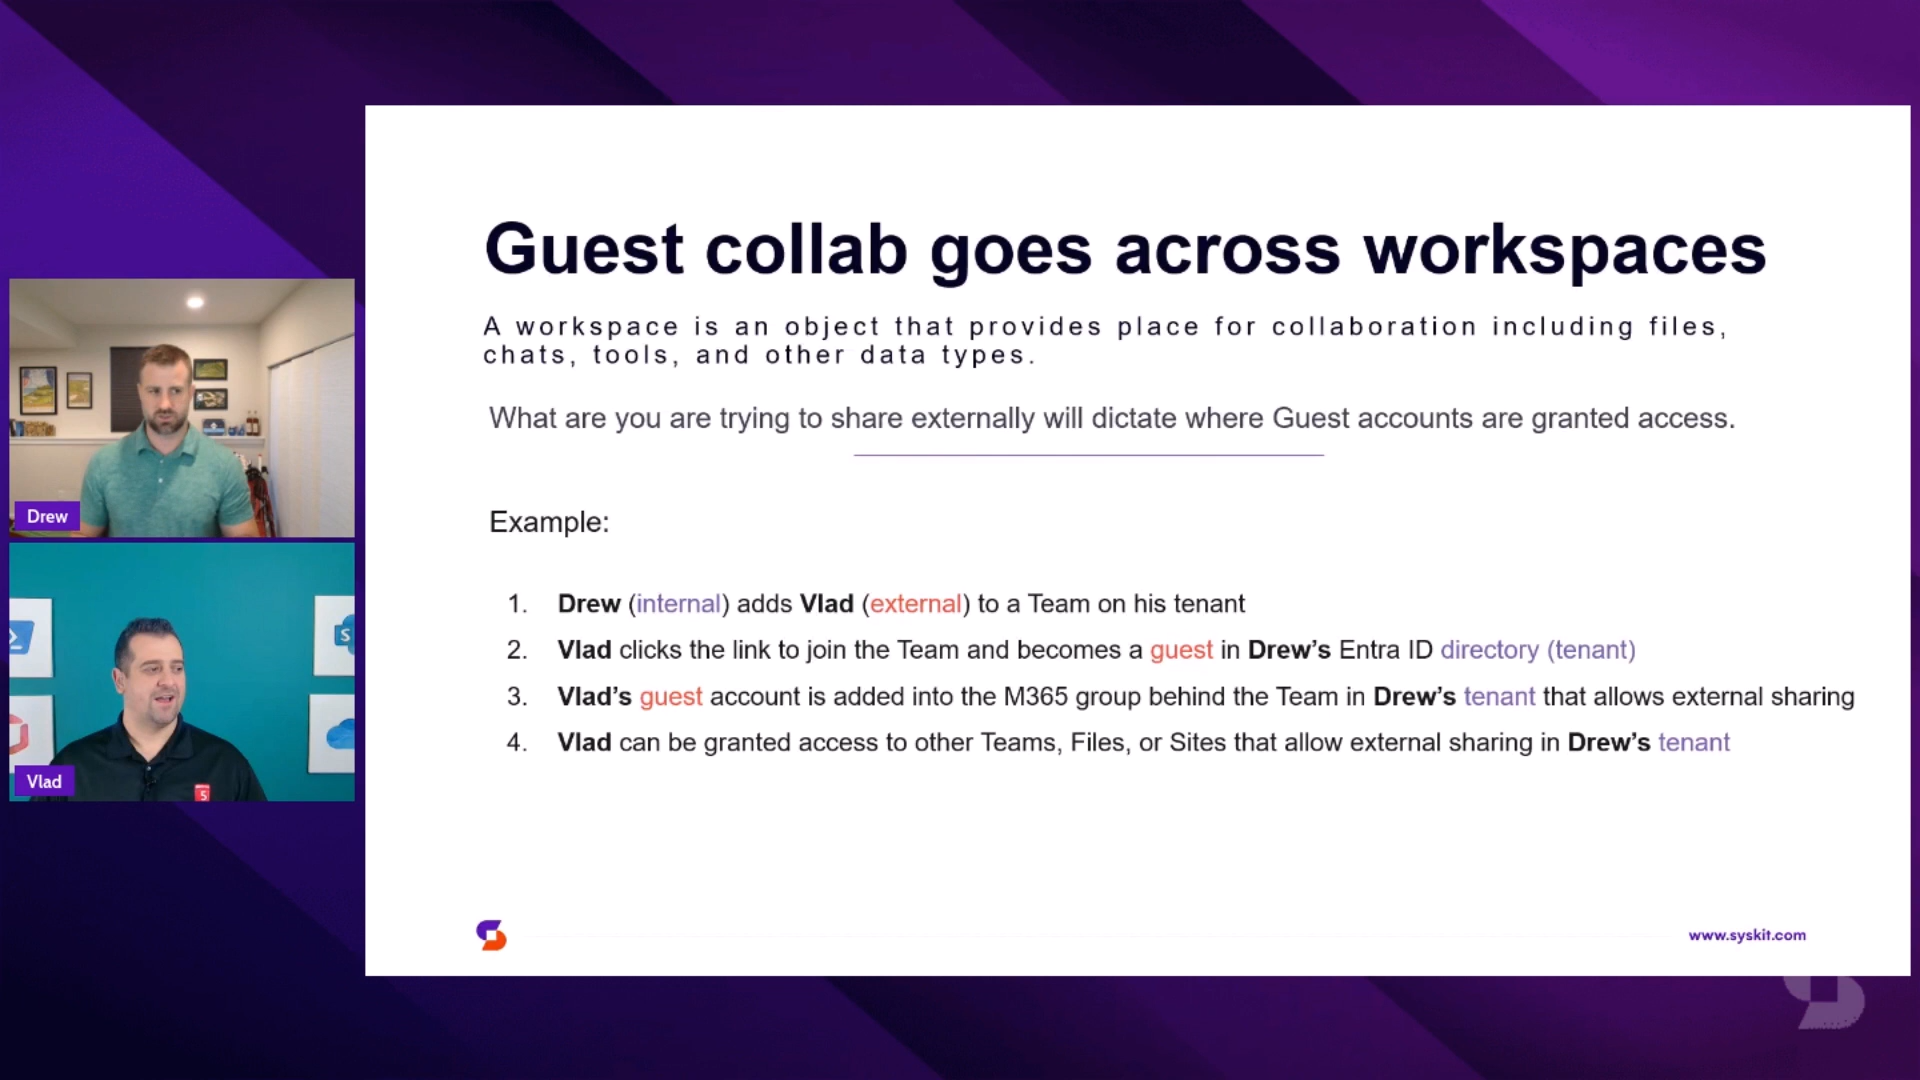 Guest collab goes across workspaces
A workspace is an object that provides place for collaboration including files,
chats, tools, and other data types.
What are you are trying to share externally will dictate where Guest accounts are granted access.
Example:
1. Drew (internal) adds Vlad (external) to a Team on his tenant
2. Vlad clicks the link to join the Team and becomes a guest in Drew’s Entra ID directory (tenant)
3. Vlad’s guest account is added into the M365 group behind the Team in Drew’s tenant that allows external sharing
4. Vlad can be granted access to other Teams, Files, or Sites that allow external sharing in Drew’s tenant
www.syskit.com
Drew
S
Vlad
S